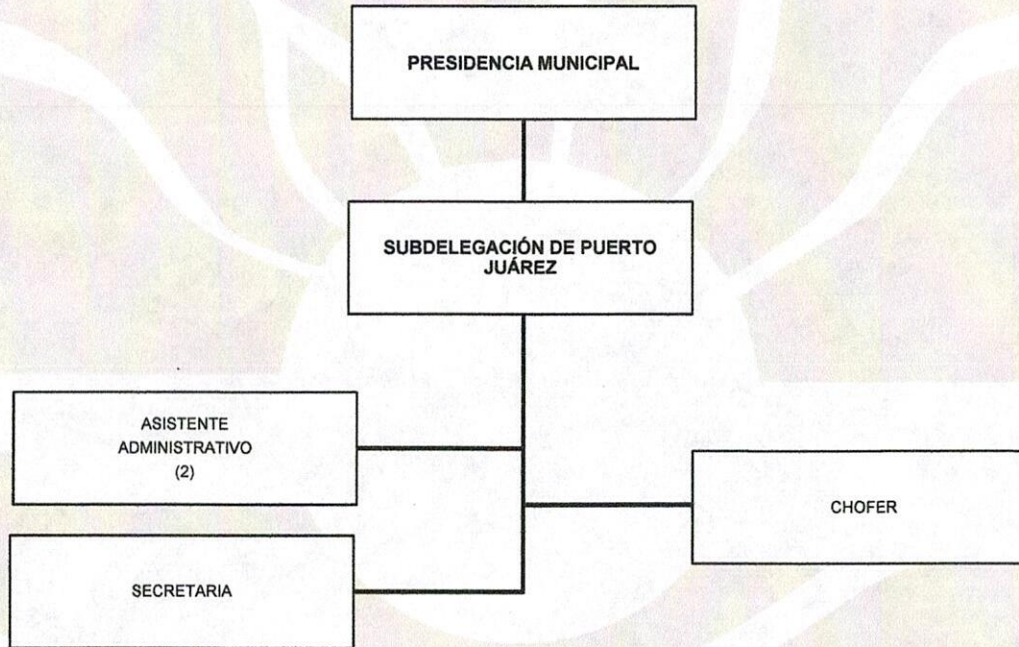 PRESIDENCIA MUNICIPAL
SUBDELEGACIÓN DE PUERTO
JUÁREZ
ASISTENTE
ADMINISTRATIVO
(2)
CHOFER
SECRETARIA